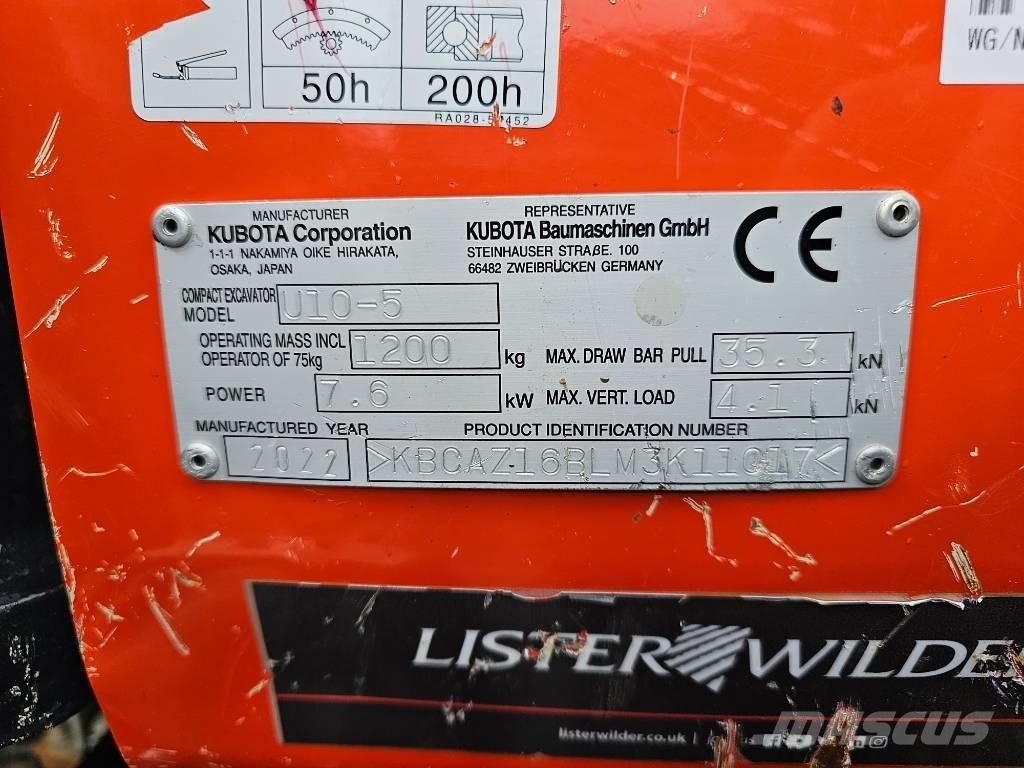 50h 200h
RA028-
WG/N
MANUFACTURER
KUBOTA Corporation
1-1-1 NAKAMIYA OIKE HIRAKATA,
OSAKA, JAPAN
REPRESENTATIVE
KUBOTA Baumaschinen GmbH
STEINHAUSER STRAßE. 100
66482 ZWEIBRÜCKEN GERMANY
CE
COMPACT EXCAVATOR
MODEL U10-5
OPERATING MASS INCL
OPERATOR OF 75kg 1200 kg
MAX. DRAW BAR PULL 35.3 kN
POWER 7.6 kW
MAX. VERT. LOAD 4.1 kN
MANUFACTURED YEAR
2022
PRODUCT IDENTIFICATION NUMBER
>KBCAZ16BLM3K11017<
LISTER WILDER
listerwilder.co.uk
mascus